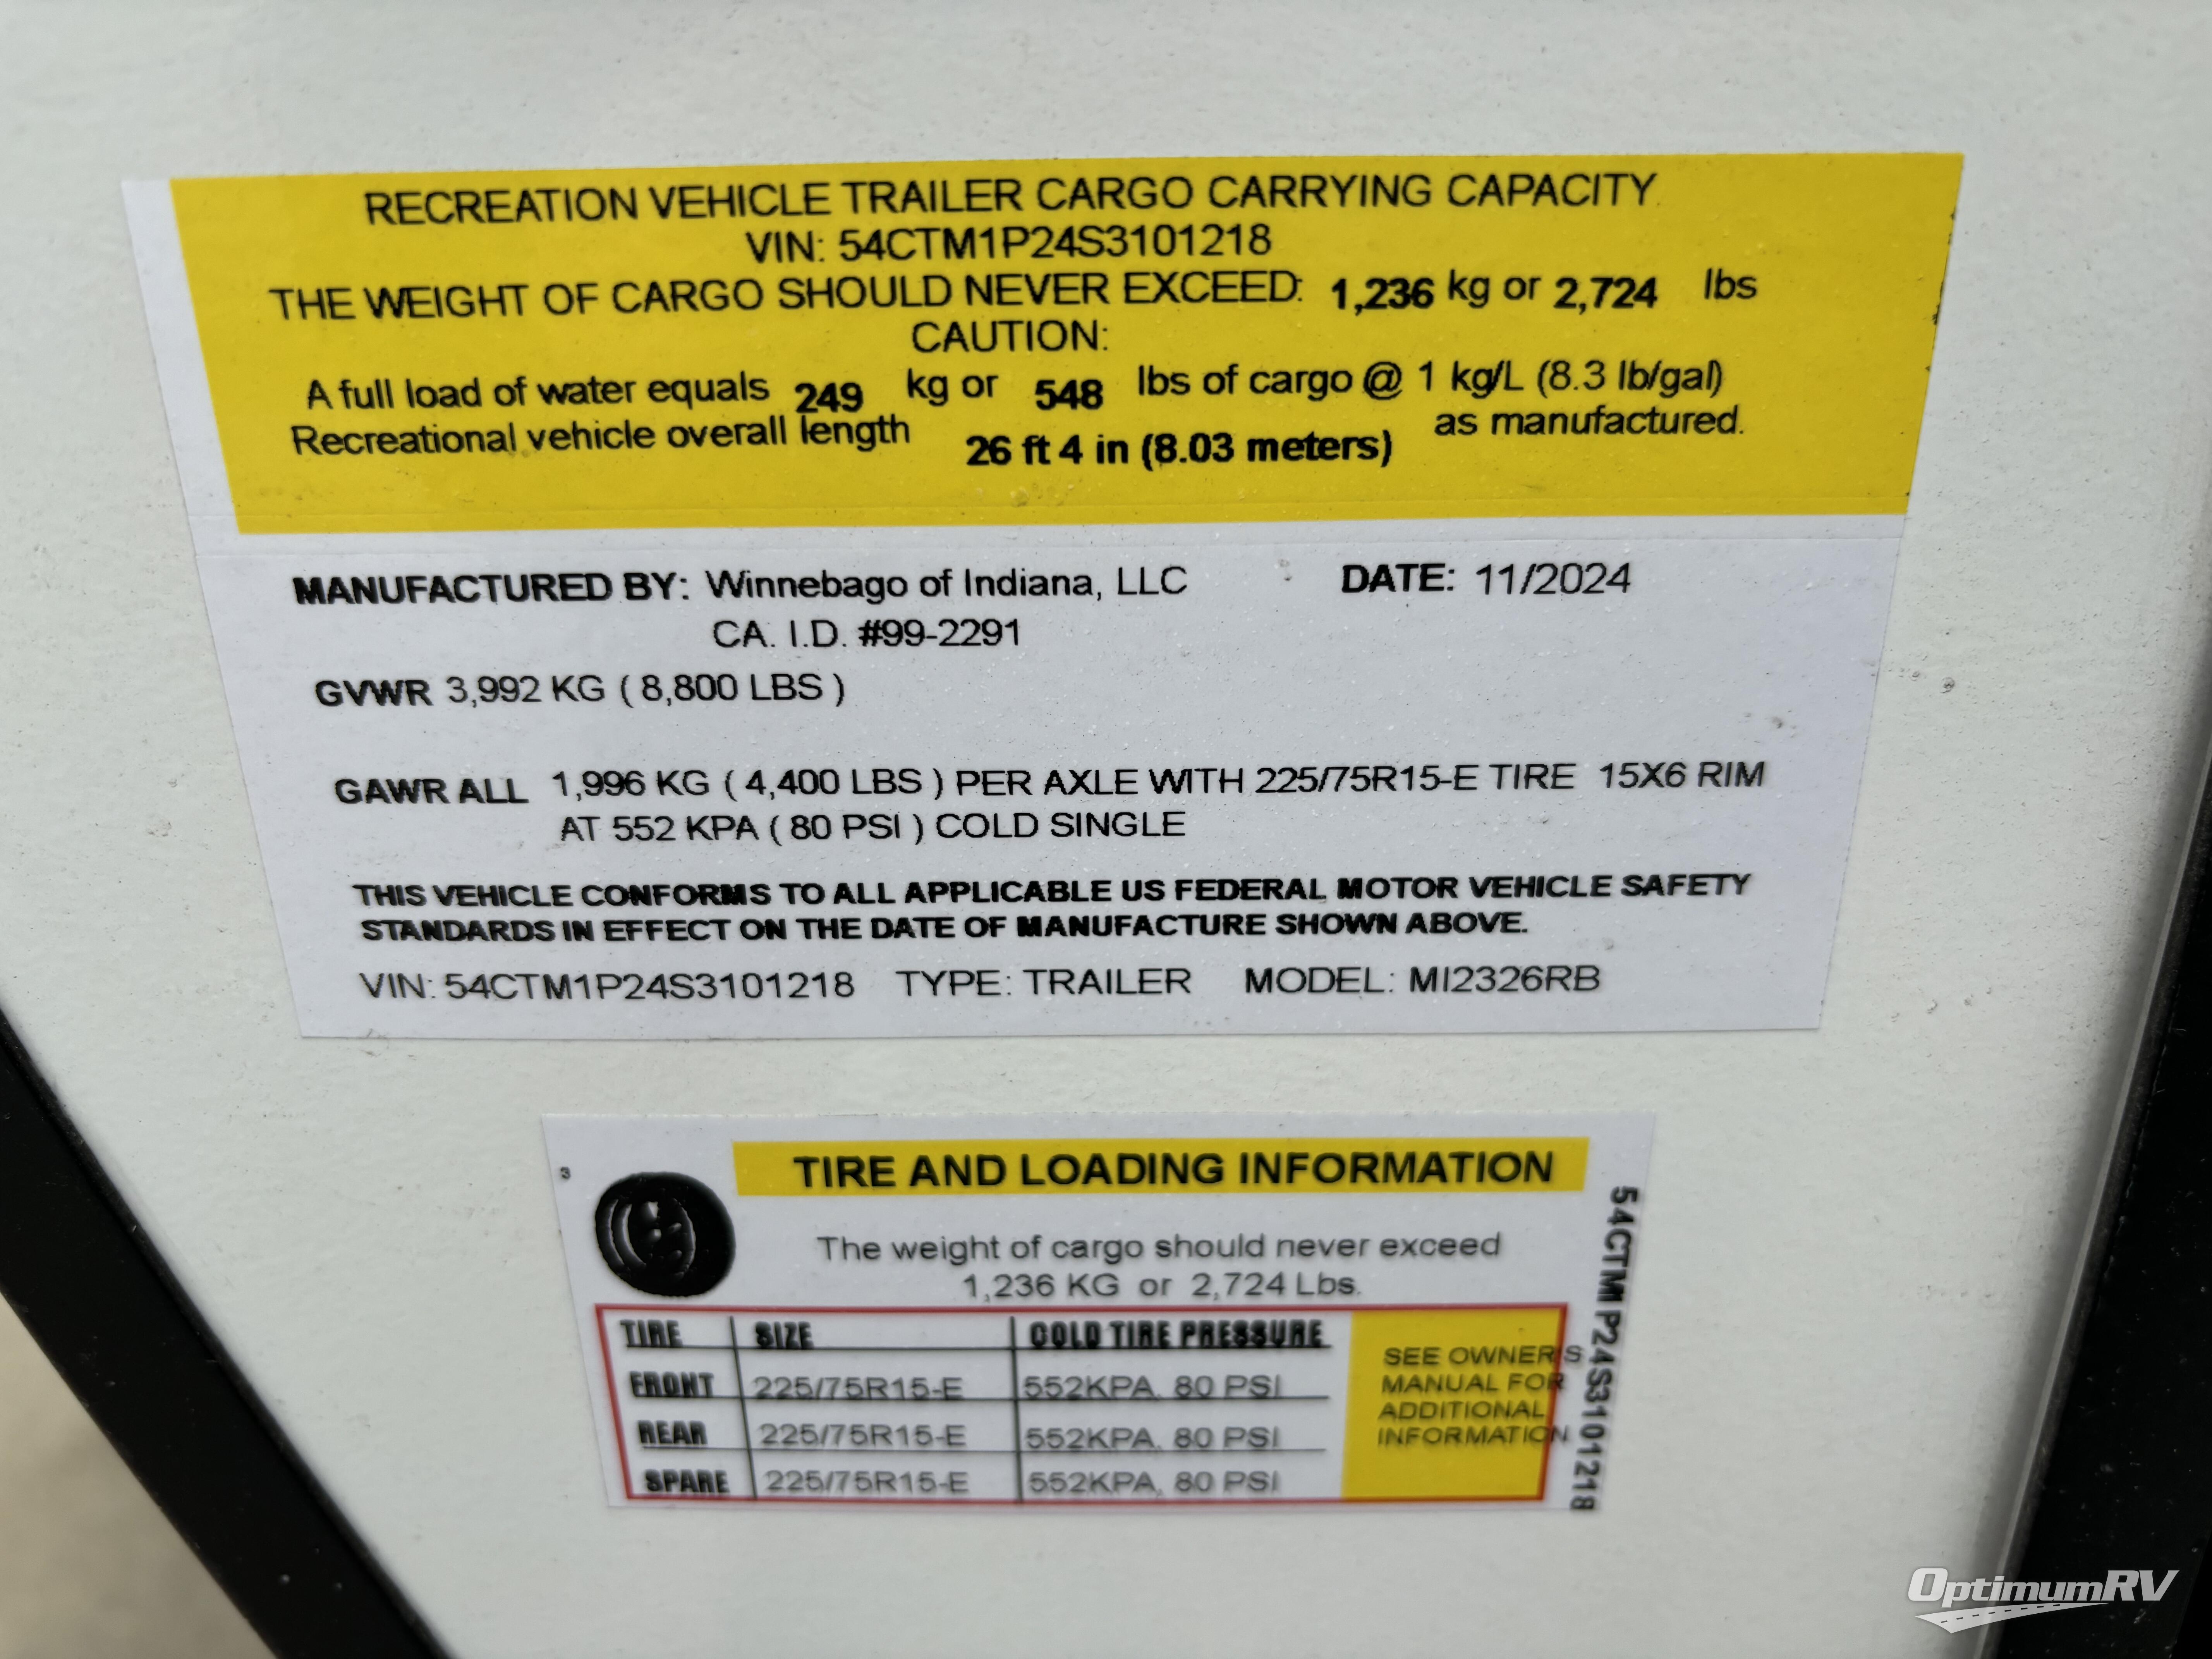 RECREATION VEHICLE TRAILER CARGO CARRYING CAPACITY
VIN: 54CTM1P24S3101218
THE WEIGHT OF CARGO SHOULD NEVER EXCEED: 1,236 kg or 2,724 lbs
CAUTION:
A full load of water equals 249 kg or 548 lbs of cargo @ 1 kg/L (8.3 lb/gal)
Recreational vehicle overall length 26 ft 4 in (8.03 meters) as manufactured.
MANUFACTURED BY: Winnebago of Indiana, LLC DATE: 11/2024
CA. I.D. #99-2291
GVWR 3,992 KG ( 8,800 LBS )
GAWR ALL 1,996 KG ( 4,400 LBS ) PER AXLE WITH 225/75R15-E TIRE 15X6 RIM
AT 552 KPA ( 80 PSI ) COLD SINGLE
THIS VEHICLE CONFORMS TO ALL APPLICABLE US FEDERAL MOTOR VEHICLE SAFETY
STANDARDS IN EFFECT ON THE DATE OF MANUFACTURE SHOWN ABOVE.
VIN: 54CTM1P24S3101218 TYPE: TRAILER MODEL: MI2326RB
3
TIRE AND LOADING INFORMATION
The weight of cargo should never exceed
1,236 KG or 2,724 Lbs.
TIRE SIZE COLD TIRE PRESSURE
FRONT 225/75R15-E 552KPA, 80 PSI
REAR 225/75R15-E 552KPA, 80 PSI
SPARE 225/75R15-E 552KPA, 80 PSI
SEE OWNER'S
MANUAL FOR
ADDITIONAL
INFORMATION
54CTM1P24S3101218
OptimumRV